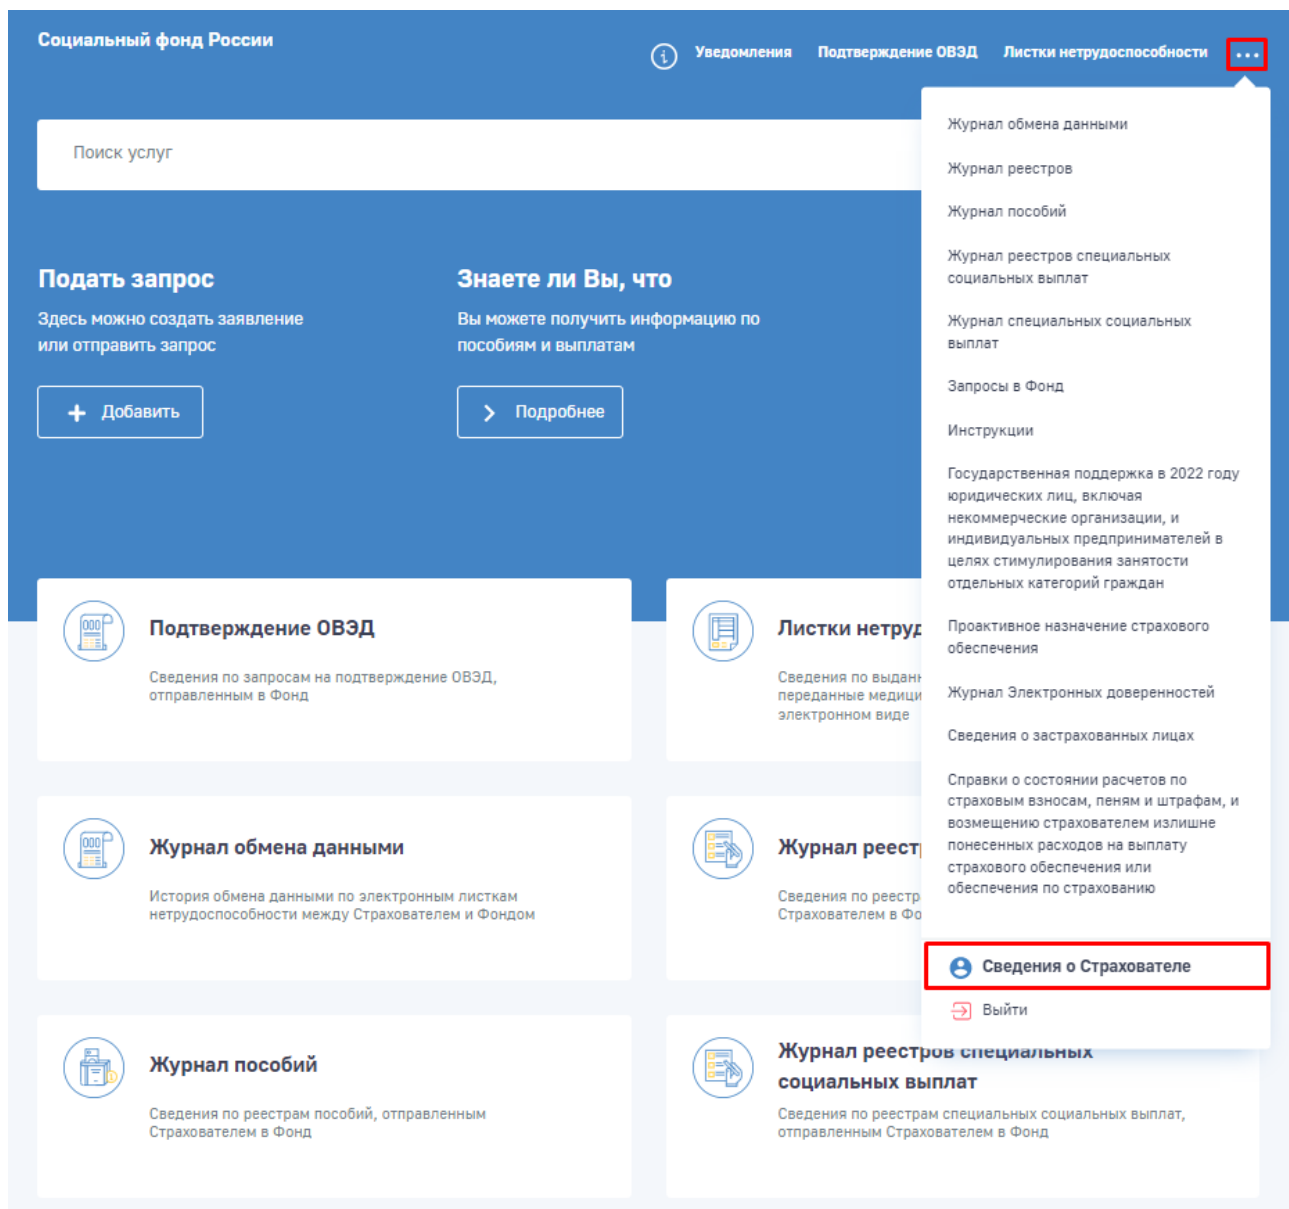 Социальный фонд России
Уведомления
Подтверждение ОВЭД
Листки нетрудоспособности
Поиск услуг
Подать запрос
Здесь можно создать заявление
или отправить запрос
Добавить
Знаете ли Вы, что
Вы можете получить информацию по
пособиям и выплатам
Подробнее
Журнал обмена данными
Журнал реестров
Журнал пособий
Журнал реестров специальных
социальных выплат
Журнал специальных социальных
выплат
Запросы в Фонд
Инструкции
Государственная поддержка в 2022 году
юридических лиц, включая
некоммерческие организации, и
индивидуальных предпринимателей в
целях стимулирования занятости
отдельных категорий граждан
Проактивное назначение страхового
обеспечения
Журнал Электронных доверенностей
Сведения о застрахованных лицах
Справки о состоянии расчетов по
страховым взносам, пеням и штрафам, и
возмещению страхователем излишне
понесенных расходов на выплату
страхового обеспечения или
обеспечения по страхованию
Сведения о Страхователе
Выйти
Подтверждение ОВЭД
Сведения по запросам на подтверждение ОВЭД,
отправленным в Фонд
Листки нетруд
Сведения по выданн
переданные медици
электронном виде
Журнал обмена данными
История обмена данными по электронным листкам
нетрудоспособности между Страхователем и Фондом
Журнал реест
Сведения по реестр
Страхователем в Фо
Журнал пособий
Сведения по реестрам пособий, отправленным
Страхователем в Фонд
Журнал реестров специальных
социальных выплат
Сведения по реестрам специальных социальных выплат,
отправленным Страхователем в Фонд